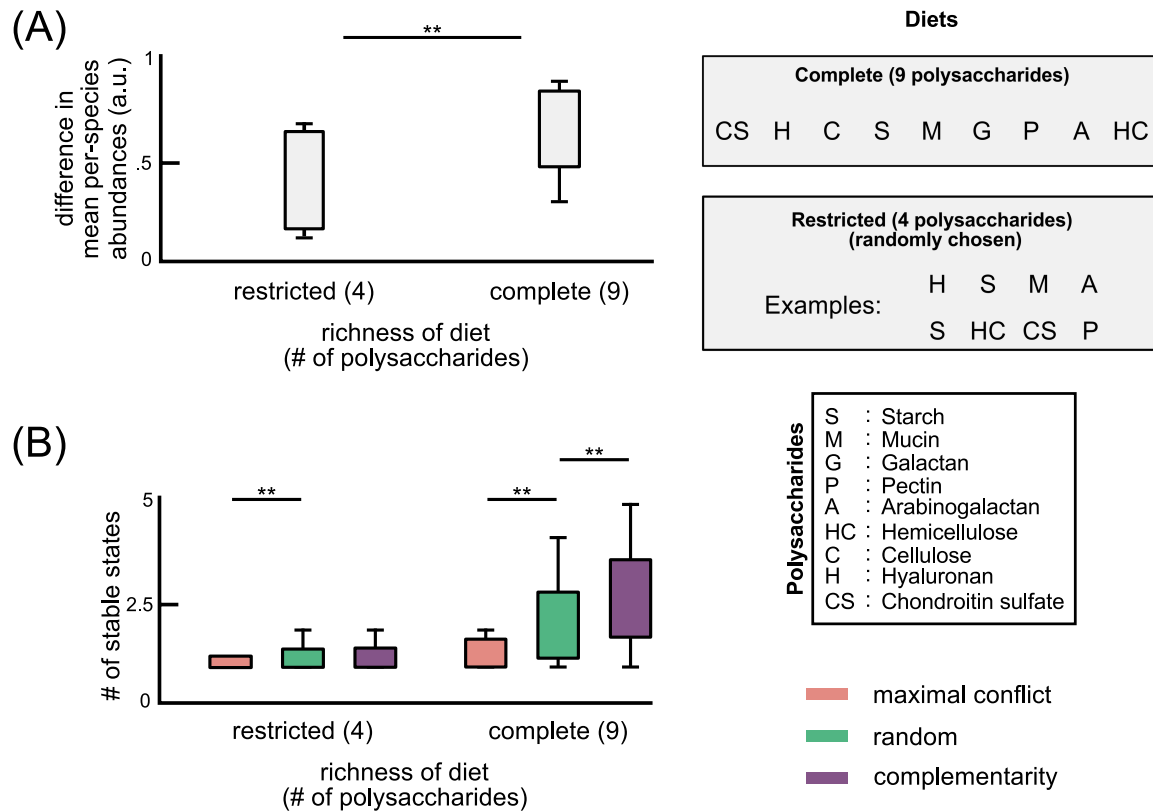 (A)
**
difference in
mean per-species
abundances (a.u.)
1
.5
0
restricted (4)
complete (9)
richness of diet
(# of polysaccharides)
Diets
Complete (9 polysaccharides)
CS H C S M G P A HC
Restricted (4 polysaccharides)
(randomly chosen)
Examples:
H S M A
S HC CS P
(B)
# of stable states
5
2.5
0
**
**
**
restricted (4)
complete (9)
richness of diet
(# of polysaccharides)
Polysaccharides
S : Starch
M : Mucin
G : Galactan
P : Pectin
A : Arabinogalactan
HC : Hemicellulose
C : Cellulose
H : Hyaluronan
CS : Chondroitin sulfate
maximal conflict
random
complementarity